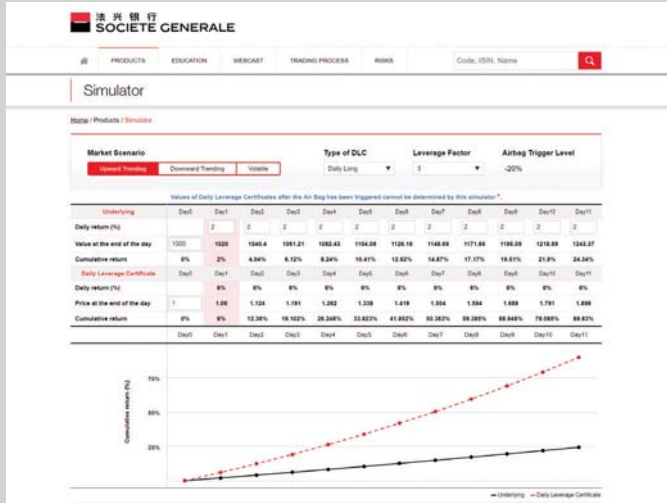 法 兴 银 行
SOCIETE GENERALE
PRODUCTS EDUCATION WEBCAST TRADING PROCESS RISKS Code, ISIN, Name
Simulator
Home / Products / Simulator
Market Scenario Type of DLC Leverage Factor Airbag Trigger Level
Upward Trending Downward Trending Volatile Daily Long 3 -20%
Values of Daily Leverage Certificates after the Air Bag has been triggered cannot be determined by this simulator *.
Underlying Day0 Day1 Day2 Day3 Day4 Day5 Day6 Day7 Day8 Day9 Day10 Day11
Daily return (%) 2 2 2 2 2 2 2 2 2 2 2
Value at the end of the day 1000 1020 1040.4 1061.21 1082.43 1104.08 1126.16 1148.69 1171.66 1195.09 1218.99 1243.37
Cumulative return 0% 2% 4.04% 6.12% 8.24% 10.41% 12.62% 14.87% 17.17% 19.51% 21.9% 24.34%
Daily Leverage Certificate Day0 Day1 Day2 Day3 Day4 Day5 Day6 Day7 Day8 Day9 Day10 Day11
Daily return (%) 6% 6% 6% 6% 6% 6% 6% 6% 6% 6% 6%
Price at the end of the day 1 1.06 1.124 1.191 1.262 1.338 1.419 1.504 1.594 1.689 1.791 1.898
Cumulative return 0% 6% 12.36% 19.102% 26.248% 33.823% 41.852% 50.363% 59.385% 68.948% 79.085% 89.83%
Day0 Day1 Day2 Day3 Day4 Day5 Day6 Day7 Day8 Day9 Day10 Day11
Cumulative return (%)
75%
50%
25%
Underlying Daily Leverage Certificate